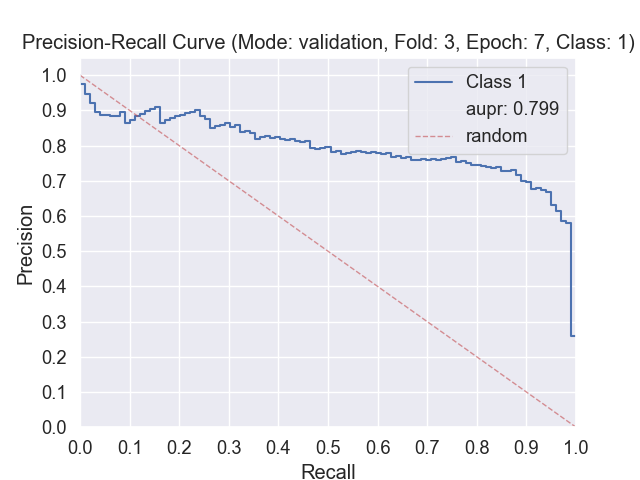 Precision-Recall Curve (Mode: validation, Fold: 3, Epoch: 7, Class: 1)
1.0
0.9
0.8
0.7
0.6
0.5
0.4
0.3
0.2
0.1
0.0
Precision
Class 1
aupr: 0.799
random
0.0 0.1 0.2 0.3 0.4 0.5 0.6 0.7 0.8 0.9 1.0
Recall